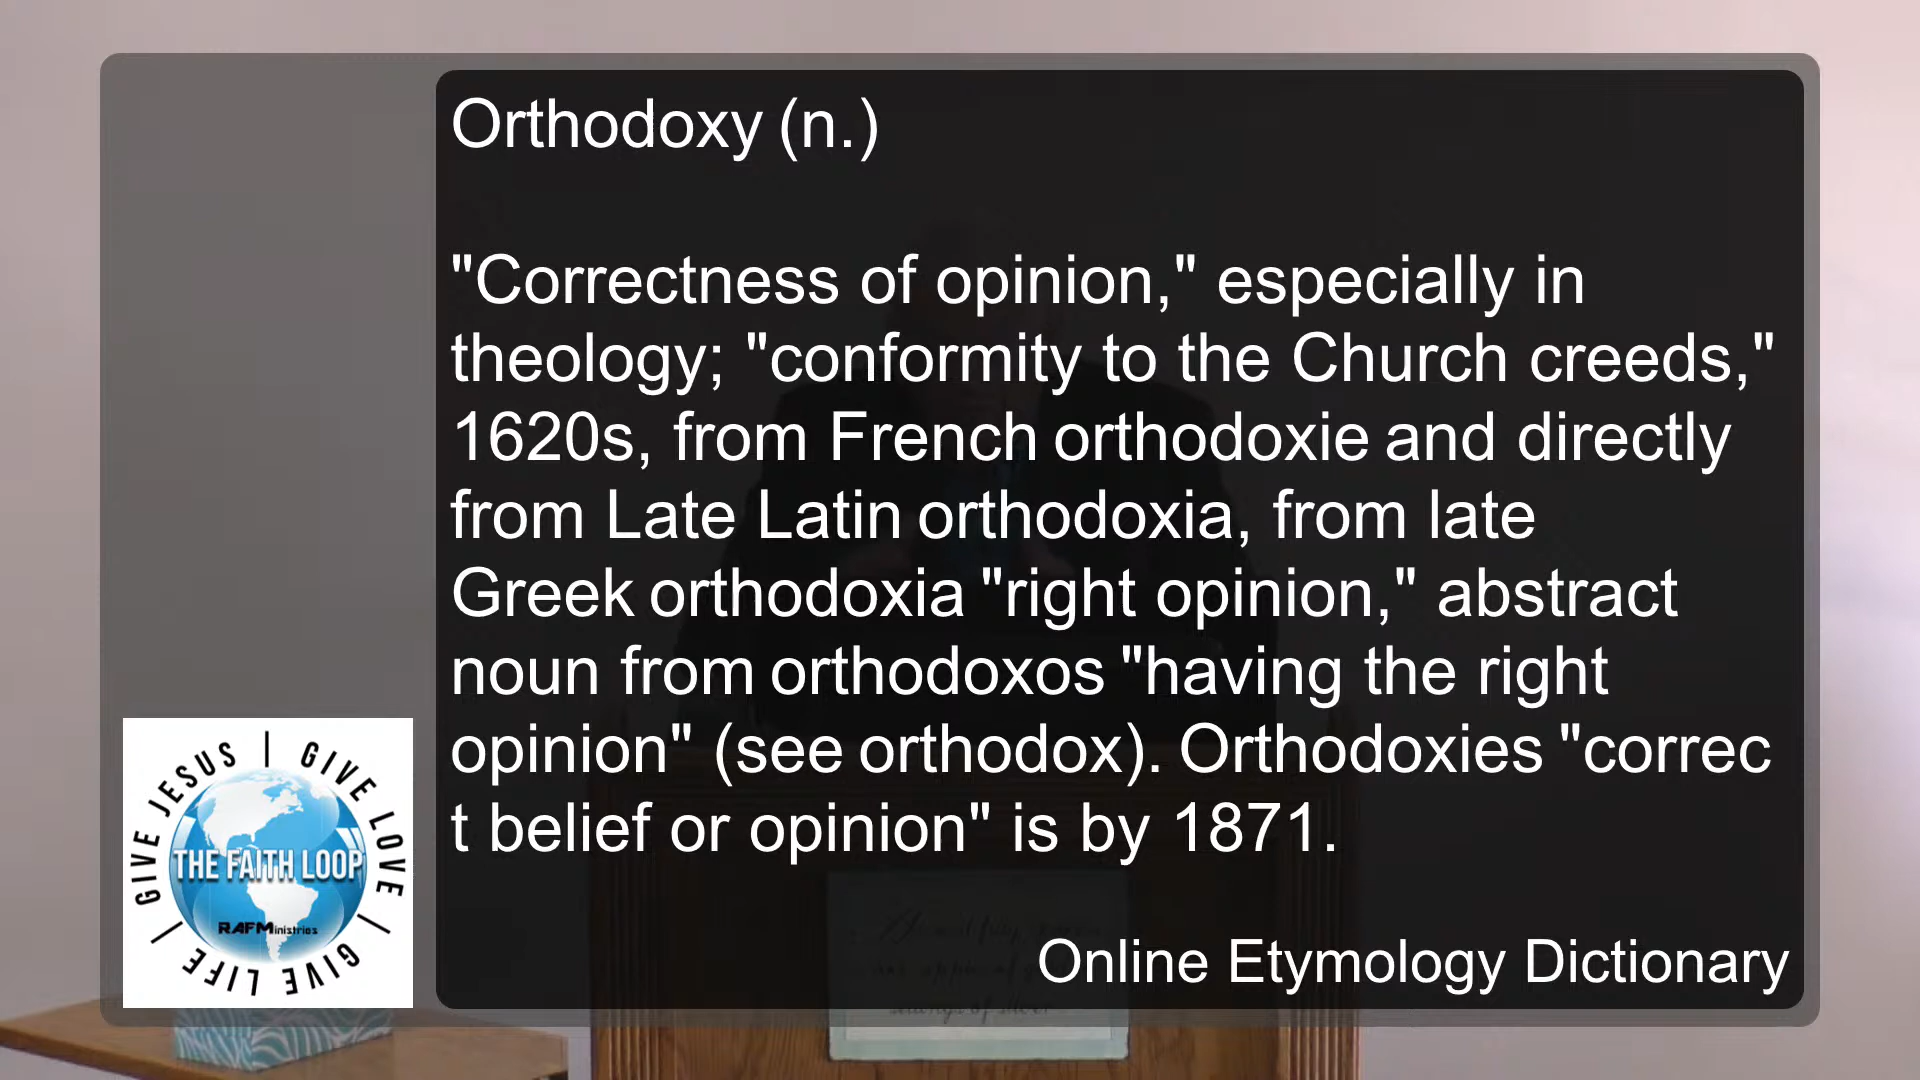 Orthodoxy (n.)
"Correctness of opinion," especially in
theology; "conformity to the Church creeds,"
1620s, from French orthodoxie and directly
from Late Latin orthodoxia, from late
Greek orthodoxia "right opinion," abstract
noun from orthodoxos "having the right
opinion" (see orthodox). Orthodoxies "correc
t belief or opinion" is by 1871.
Online Etymology Dictionary
GIVE JESUS | GIVE LOVE | GIVE LIFE |
THE FAITH LOOP
RAFMinistries
settings of silver